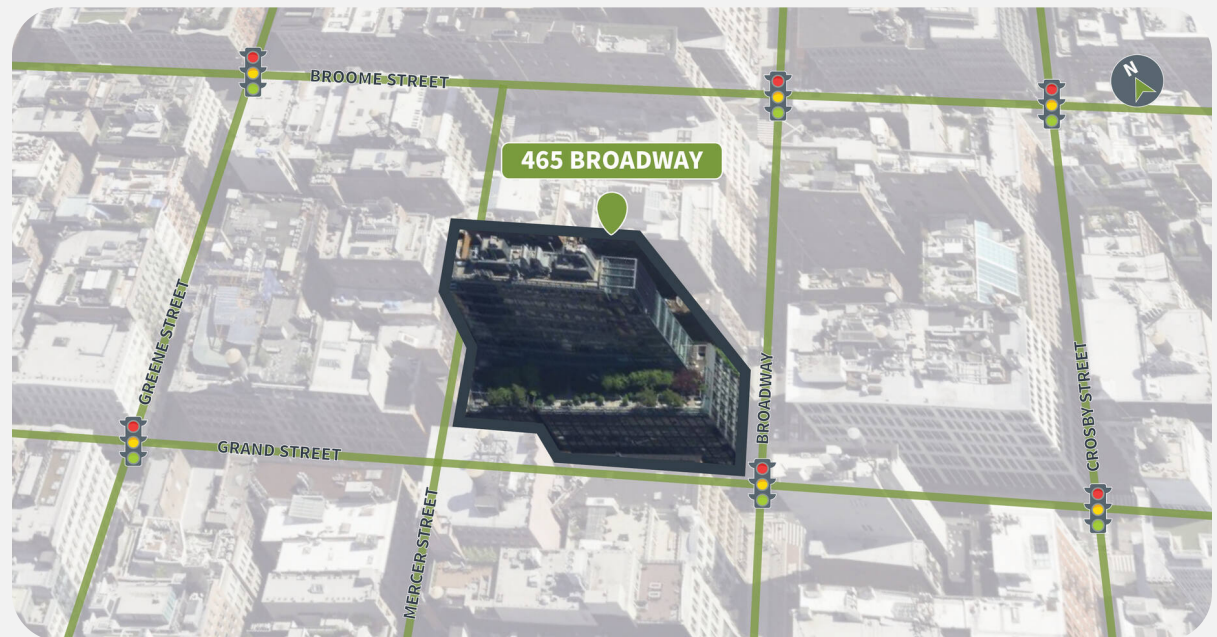 BROOME STREET
N
465 BROADWAY
GREENE STREET
BROADWAY
CROSBY STREET
GRAND STREET
MERCER STREET